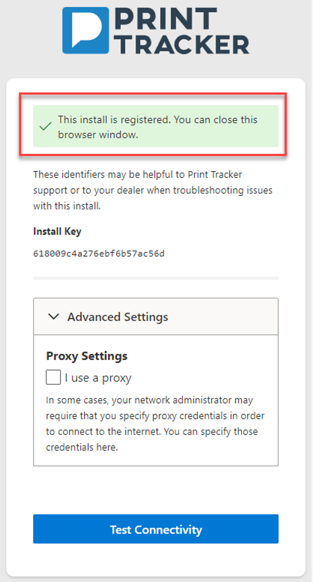 PRINT
TRACKER
This install is registered. You can close this
browser window.
These identifiers may be helpful to Print Tracker
support or to your dealer when troubleshooting issues
with this install.
Install Key
618009c4a276ebf6b57ac56d
Advanced Settings
Proxy Settings
I use a proxy
In some cases, your network administrator may
require that you specify proxy credentials in order
to connect to the internet. You can specify those
credentials here.
Test Connectivity